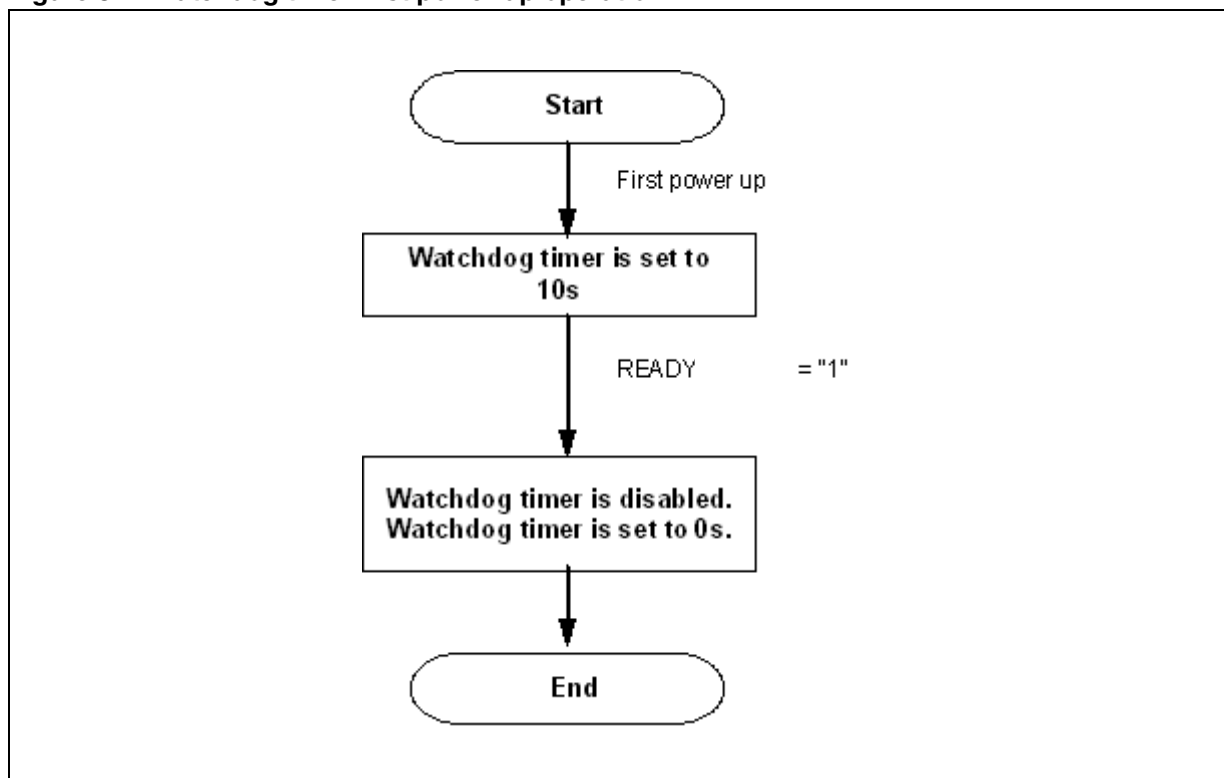 Start
First power up
Watchdog timer is set to
10s
READY = "1"
Watchdog timer is disabled.
Watchdog timer is set to 0s.
End